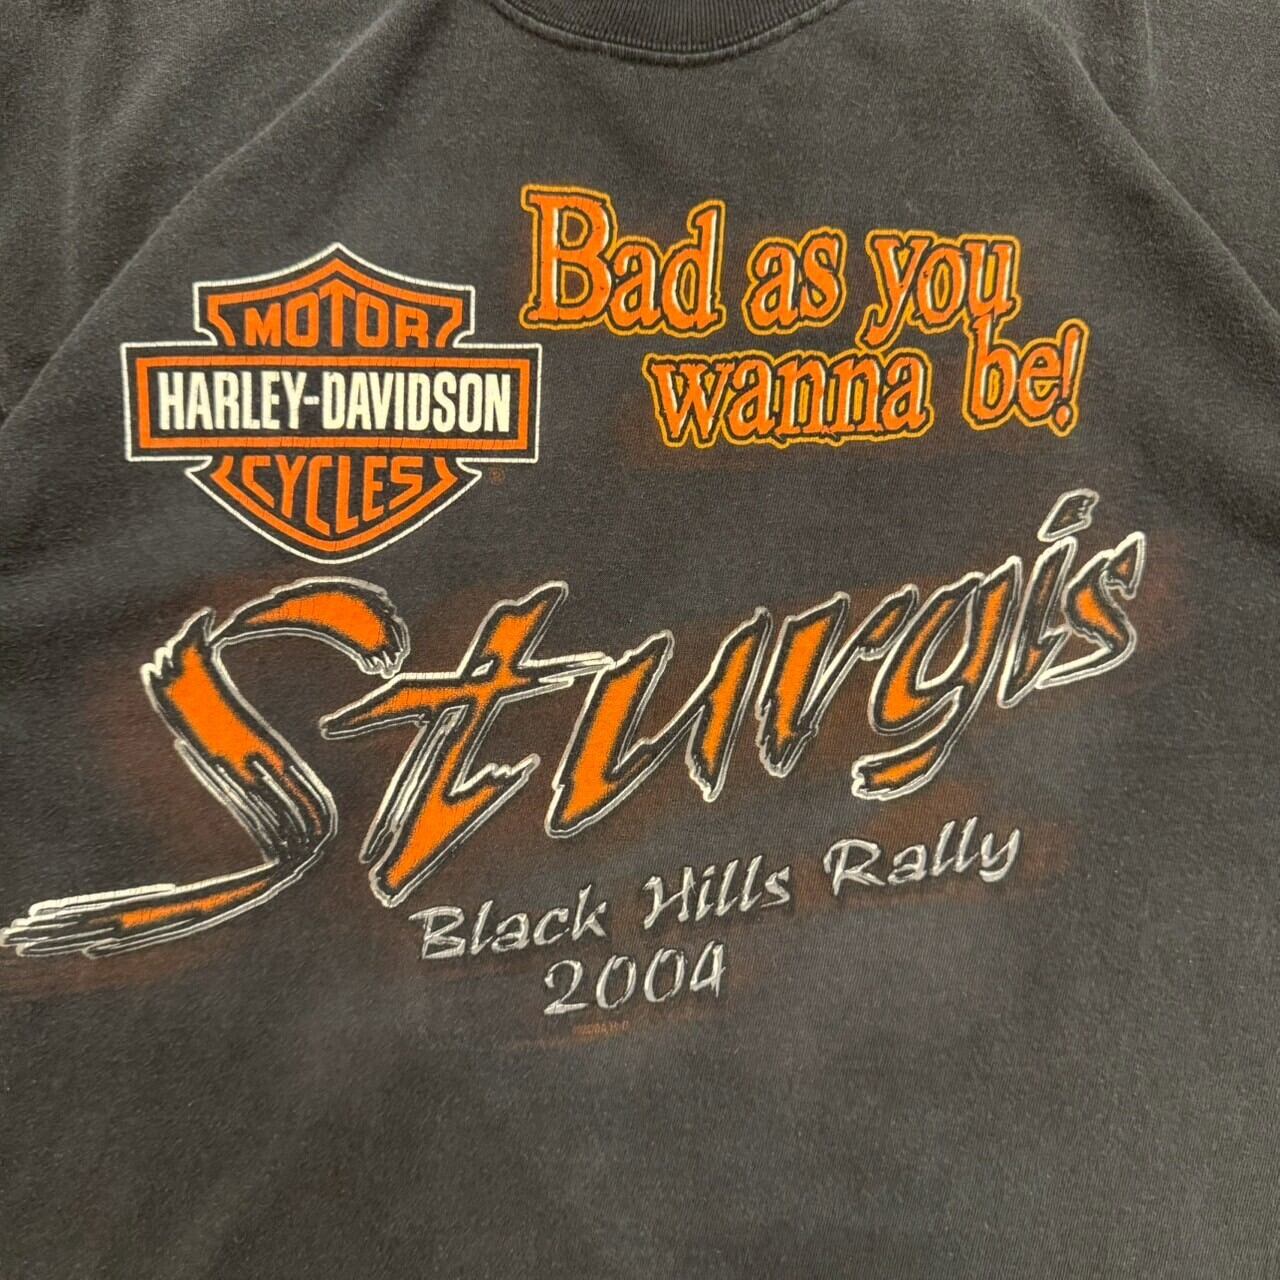 Bad as you
wanna be!
MOTOR
HARLEY-DAVIDSON
CYCLES
®
Sturgis
Black Hills Rally
2004